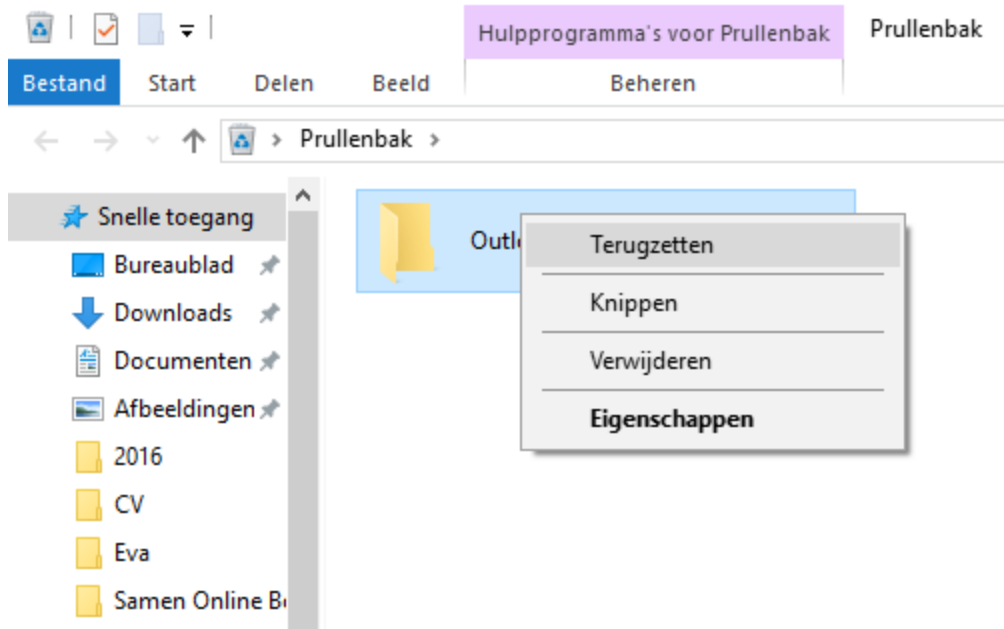 Hulpprogramma's voor Prullenbak
Prullenbak
Bestand
Start
Delen
Beeld
Beheren
Prullenbak
Snelle toegang
Bureaublad
Downloads
Documenten
Afbeeldingen
2016
CV
Eva
Samen Online
Terugzetten
Knippen
Verwijderen
Eigenschappen